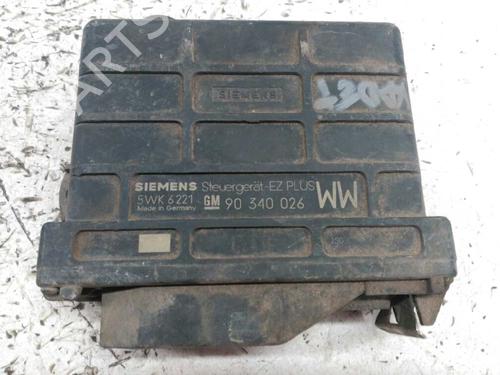 SIEMENS
SIEMENS Steuergerät-EZ PLUS WW
5WK 6221 GM 90 340 026
Made in Germany